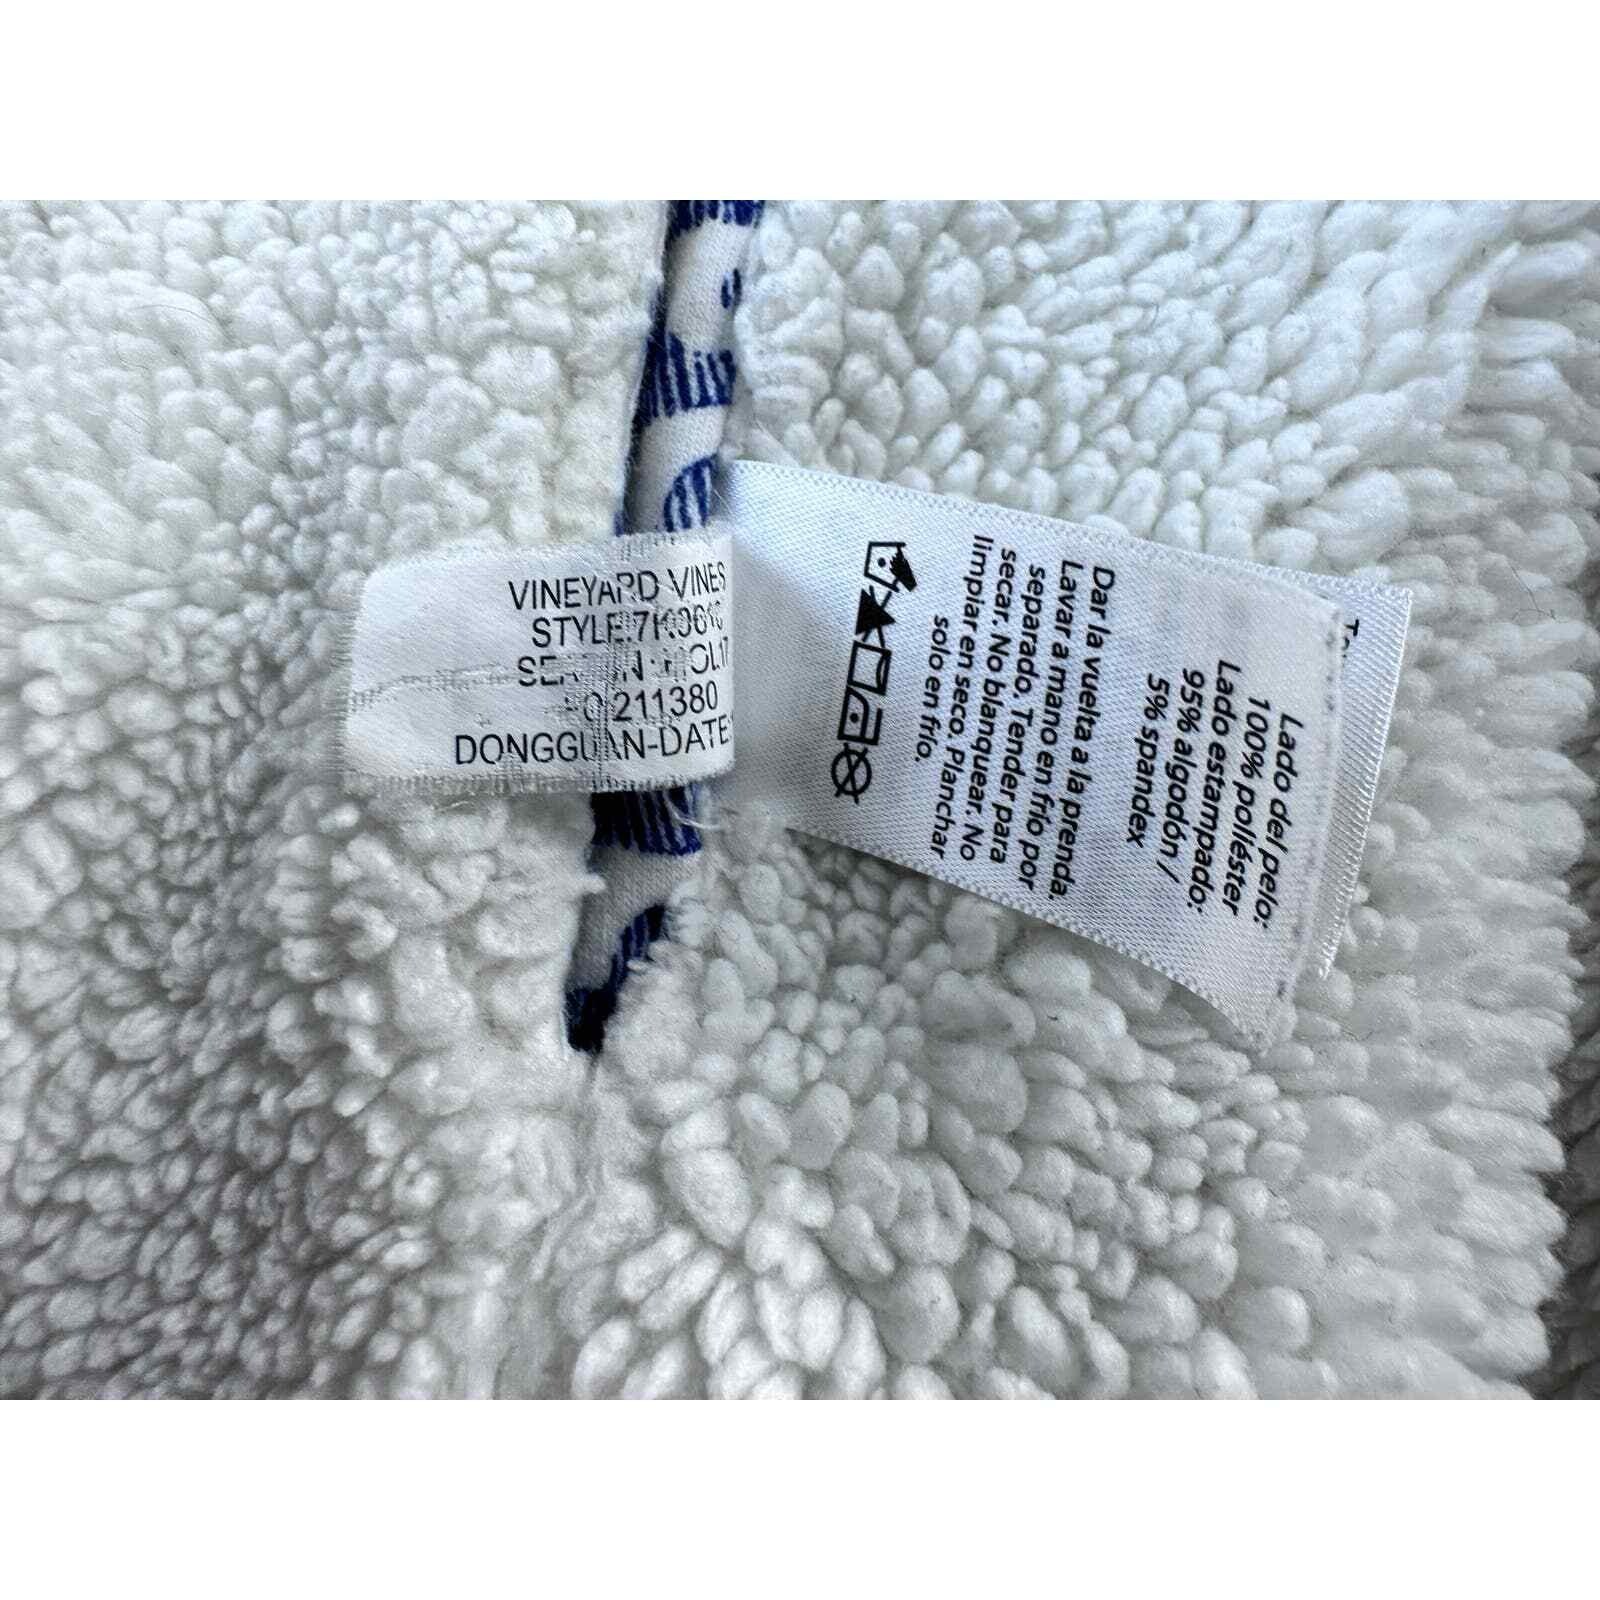 VINEYARD VINES
DONGGUAN-DATE:
211380
Lado del pelo:
100% poliéster
Lado estampado:
95% algodón /
5% spandex
Dar la vuelta a la prenda.
Lavar a mano en frío por
separado. Tender para
secar. No blanquear. No
limpiar en seco. Planchar
solo en frío.